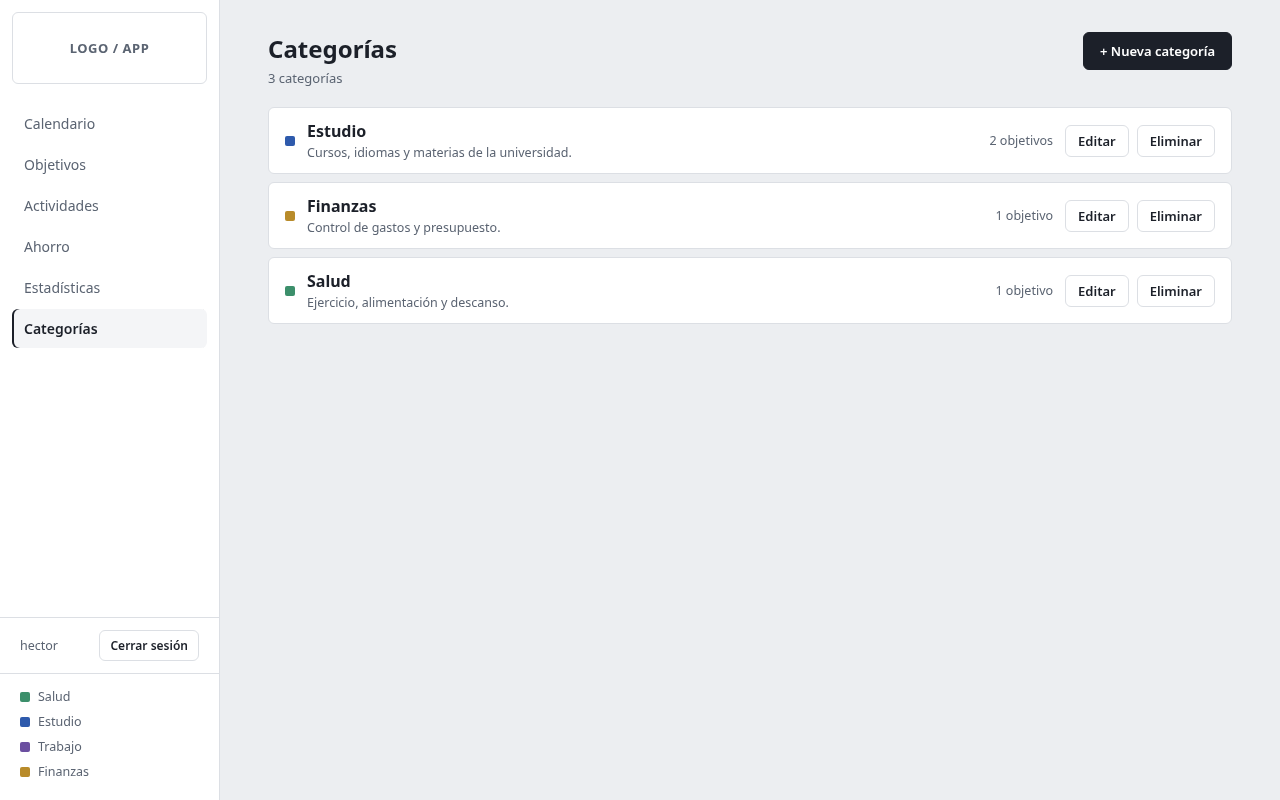 LOGO / APP
Calendario
Objetivos
Actividades
Ahorro
Estadísticas
Categorías
hector
Cerrar sesión
Salud
Estudio
Trabajo
Finanzas
Categorías
3 categorías
+ Nueva categoría
Estudio
Cursos, idiomas y materias de la universidad.
2 objetivos
Editar
Eliminar
Finanzas
Control de gastos y presupuesto.
1 objetivo
Editar
Eliminar
Salud
Ejercicio, alimentación y descanso.
1 objetivo
Editar
Eliminar